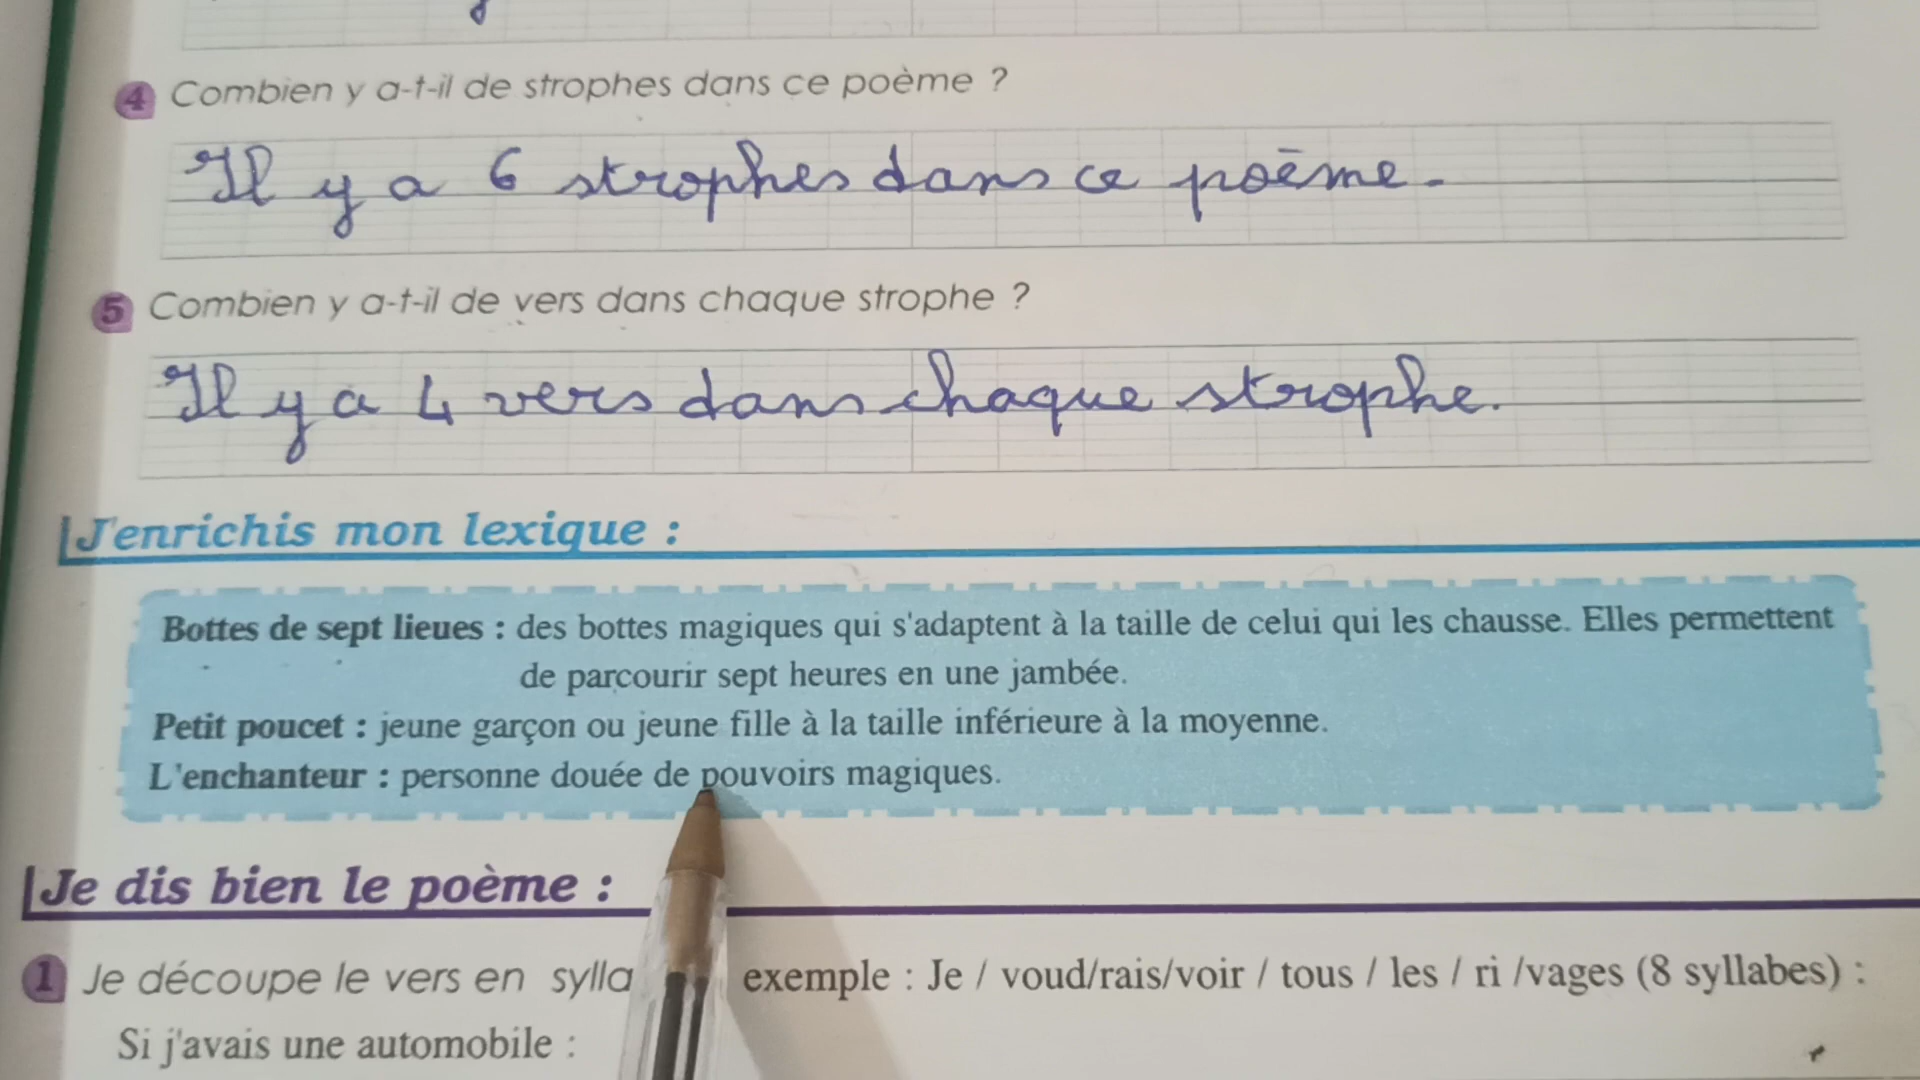 4 Combien y a-t-il de strophes dans ce poème ?
Il y a 6 strophes dans ce poème.
5 Combien y a-t-il de vers dans chaque strophe ?
Il y a 4 vers dans chaque strophe.
J'enrichis mon lexique :
Bottes de sept lieues : des bottes magiques qui s'adaptent à la taille de celui qui les chausse. Elles permettent
de parcourir sept heures en une jambée.
Petit poucet : jeune garçon ou jeune fille à la taille inférieure à la moyenne.
L'enchanteur : personne douée de pouvoirs magiques.
Je dis bien le poème :
1 Je découpe le vers en sylla exemple : Je / voud/rais/voir / tous / les / ri /vages (8 syllabes) :
Si j'avais une automobile :